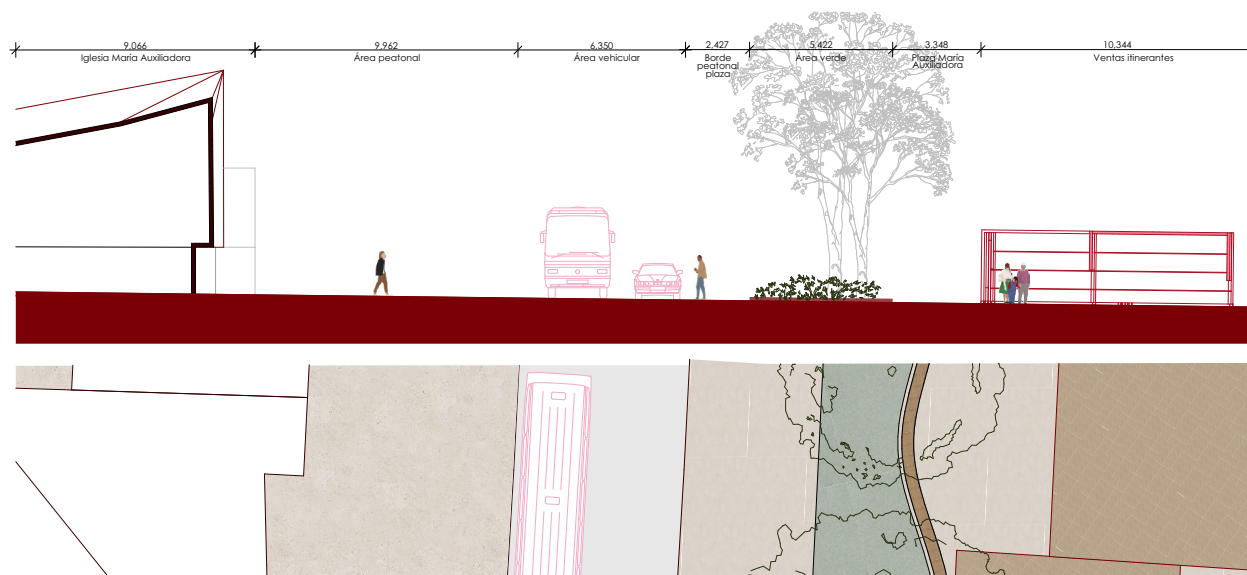 9,066
Iglesia María Auxiliadora
9,962
Área peatonal
6,350
Área vehicular
2,427
Borde
peatonal
plaza
5,422
Área verde
3,348
Plaza María
Auxiliadora
10,344
Ventas itinerantes